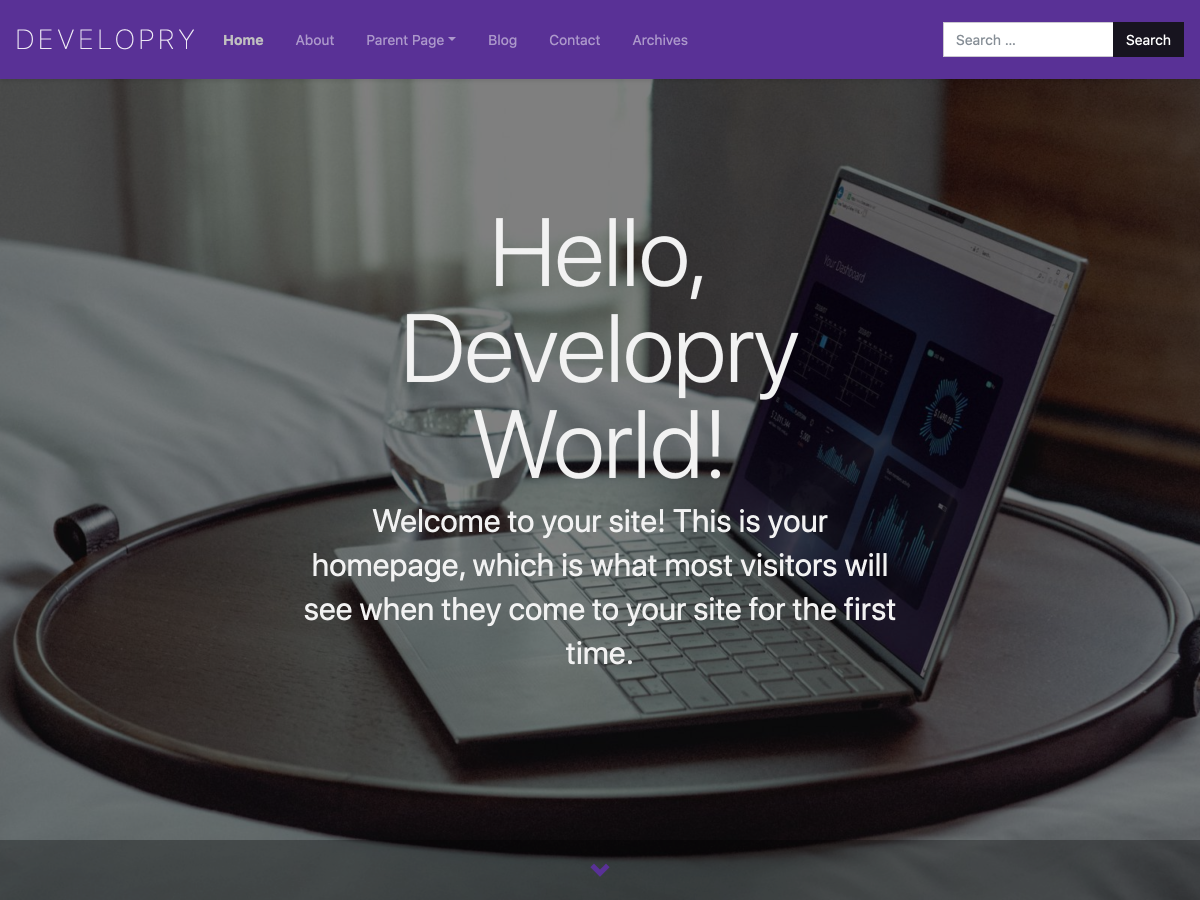 DEVELOPRY
Home
About
Parent Page
Blog
Contact
Archives
Search ...
Search
Hello,
Developry
World!
Welcome to your site! This is your
homepage, which is what most visitors will
see when they come to your site for the first
time.
Your Dashboard